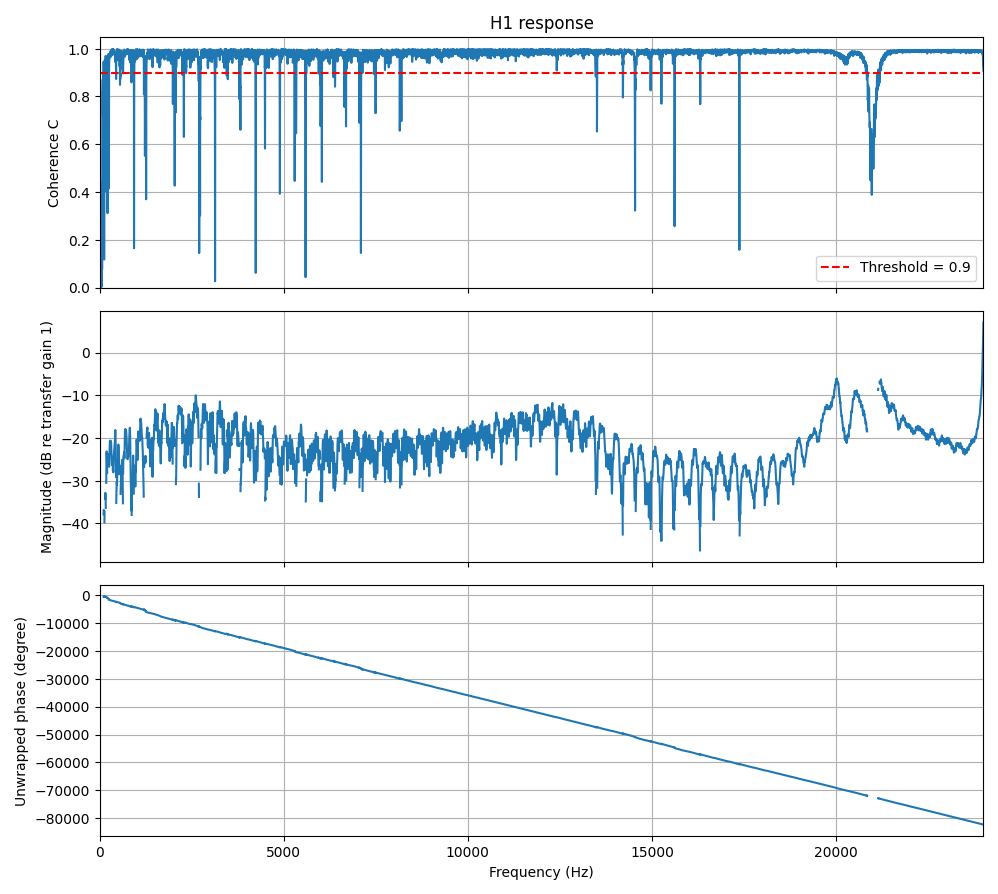 H1 response
1.0
0.8
0.6
0.4
0.2
0.0
Coherence C
Threshold = 0.9
0
−10
−20
−30
−40
Magnitude (dB re transfer gain 1)
0
−10000
−20000
−30000
−40000
−50000
−60000
−70000
−80000
Unwrapped phase (degree)
0 5000 10000 15000 20000
Frequency (Hz)